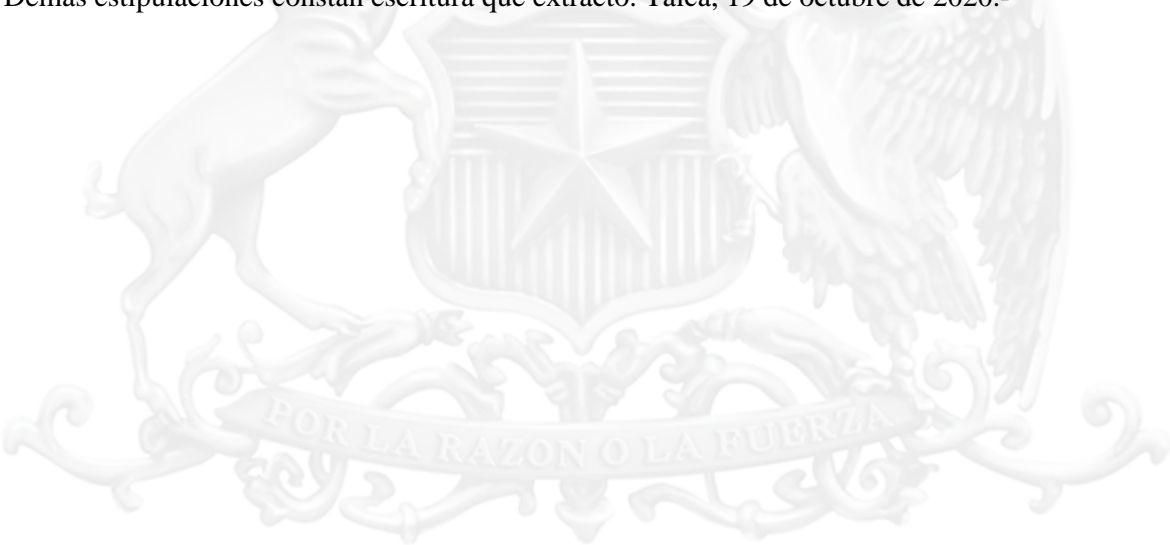 Demás estipulaciones constan escritura que extracto. Talca, 19 de octubre de 2020.-
POR LA RAZON O LA FUERZA